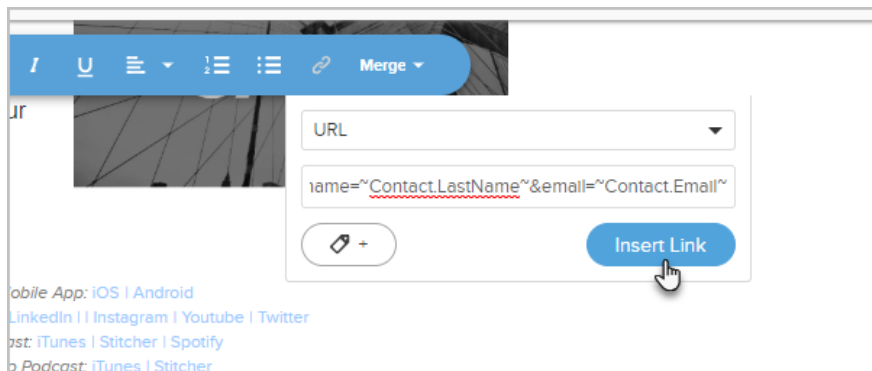 I U Merge
ur
URL
name=~Contact.LastName~&email=~Contact.Email~
+
Insert Link
obile App: iOS | Android
LinkedIn | | Instagram | Youtube | Twitter
ast: iTunes | Stitcher | Spotify
o Podcast: iTunes | Stitcher